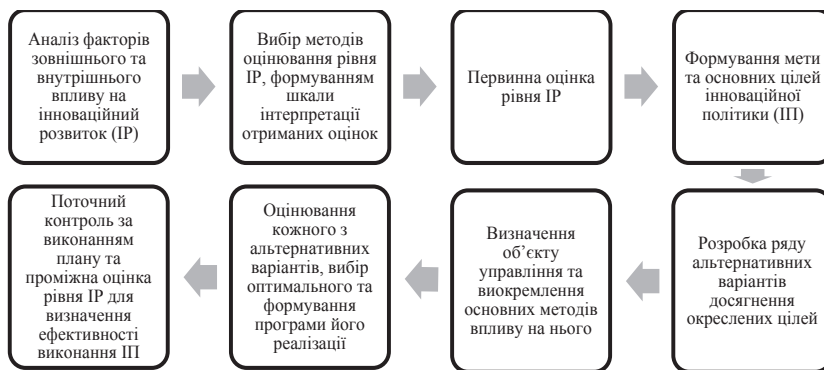 Аналіз факторів
зовнішнього та
внутрішнього
впливу на
інноваційний
розвиток (ІР)
Вибір методів
оцінювання рівня
ІР, формуванням
шкали
інтерпретації
отриманих оцінок
Первинна оцінка
рівня ІР
Формування мети
та основних цілей
інноваційної
політики (ІП)
Розробка ряду
альтернативних
варіантів
досягнення
окреслених цілей
Визначення
об’єкту
управління та
виокремлення
основних методів
впливу на нього
Оцінювання
кожного з
альтернативних
варіантів, вибір
оптимального та
формування
програми його
реалізації
Поточний
контроль за
виконанням
плану та
проміжна оцінка
рівня ІР для
визначення
ефективності
виконання ІП